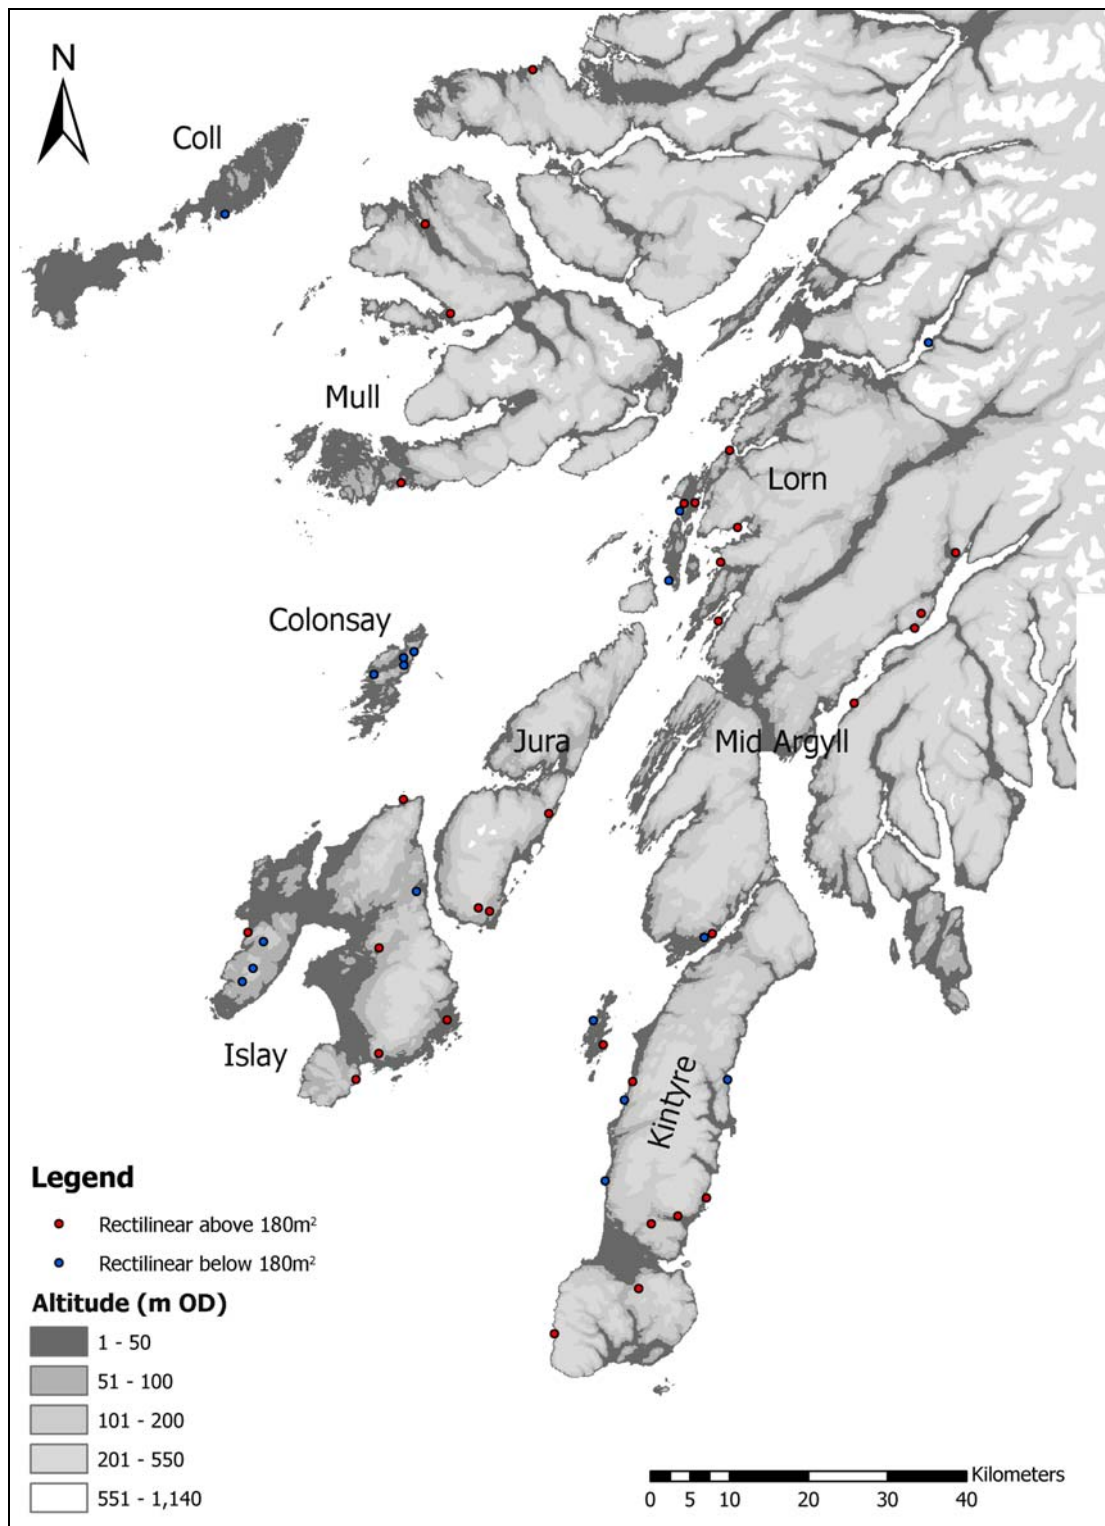 N
Coll
Mull
Lorn
Colonsay
Jura
Mid Argyll
Islay
Kintyre
Legend
Rectilinear above 180m²
Rectilinear below 180m²
Altitude (m OD)
1 - 50
51 - 100
101 - 200
201 - 550
551 - 1,140
Kilometers
0 5 10 20 30 40